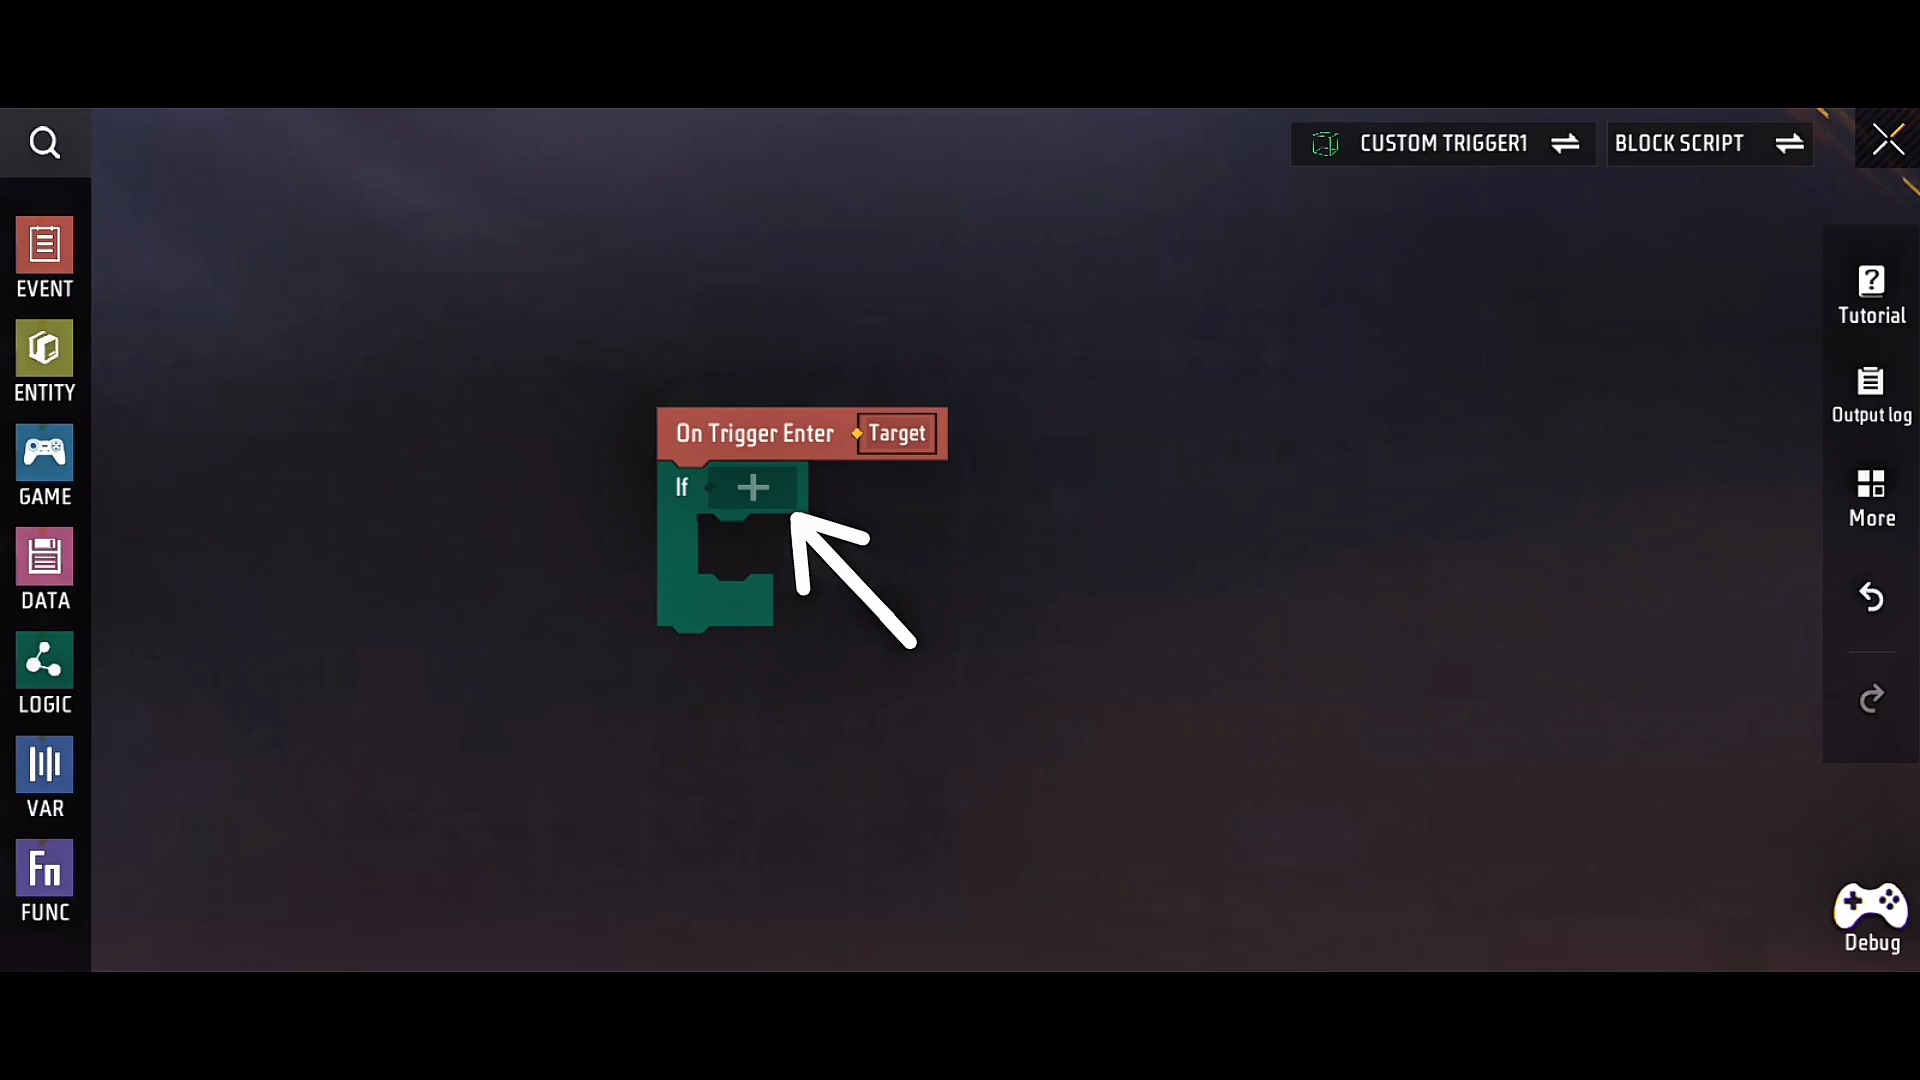 CUSTOM TRIGGER1
BLOCK SCRIPT
EVENT
ENTITY
GAME
DATA
LOGIC
VAR
Fn
FUNC
On Trigger Enter Target
If
Tutorial
Output log
More
Debug